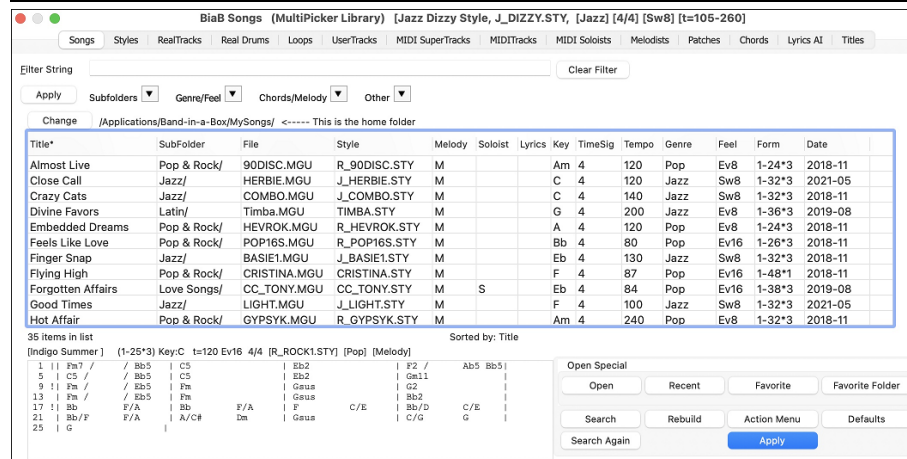 BiaB Songs (MultiPicker Library) [Jazz Dizzy Style, J_DIZZY.STY, [Jazz] [4/4] [Sw8] [t=105-260]
Songs Styles RealTracks Real Drums Loops UserTracks MIDI SuperTracks MIDITracks MIDI Soloists Melodists Patches Chords Lyrics AI Titles
Filter String Clear Filter
Apply Subfolders ▼ Genre/Feel ▼ Chords/Melody ▼ Other ▼
Change /Applications/Band-in-a-Box/MySongs/ <----- This is the home folder
Title* SubFolder File Style Melody Soloist Lyrics Key TimeSig Tempo Genre Feel Form Date
Almost Live Pop & Rock/ 90DISC.MGU R_90DISC.STY M Am 4 120 Pop Ev8 1-24*3 2018-11
Close Call Jazz/ HERBIE.MGU J_HERBIE.STY M C 4 120 Jazz Sw8 1-32*3 2021-05
Crazy Cats Jazz/ COMBO.MGU J_COMBO.STY M C 4 140 Jazz Sw8 1-32*3 2018-11
Divine Favors Latin/ Timba.MGU TIMBA.STY M G 4 200 Jazz Ev8 1-36*3 2019-08
Embedded Dreams Pop & Rock/ HEVROK.MGU R_HEVROK.STY M A 4 120 Pop Ev8 1-24*3 2018-11
Feels Like Love Pop & Rock/ POP16S.MGU R_POP16S.STY M Bb 4 80 Pop Ev16 1-26*3 2018-11
Finger Snap Jazz/ BASIE1.MGU J_BASIE1.STY M Eb 4 130 Jazz Sw8 1-32*3 2018-11
Flying High Pop & Rock/ CRISTINA.MGU CRISTINA.STY M F 4 87 Pop Ev16 1-48*1 2018-11
Forgotten Affairs Love Songs/ CC_TONY.MGU CC_TONY.STY M S Eb 4 84 Pop Ev16 1-38*3 2019-08
Good Times Jazz/ LIGHT.MGU J_LIGHT.STY M F 4 100 Jazz Sw8 1-32*3 2021-05
Hot Affair Pop & Rock/ GYPSYK.MGU R_GYPSYK.STY M Am 4 240 Pop Ev8 1-32*3 2018-11
35 items in list Sorted by: Title
[Indigo Summer ] (1-25*3) Key:C t=120 Ev16 4/4 [R_ROCK1.STY] [Pop] [Melody]
1 || Fm7 / / Bb5 | C5 | Eb2 | F2 / Ab5 Bb5|
5 | C5 / / Bb5 | C5 | Eb2 | Gm11 |
9 !| Fm / / Eb5 | Fm | Gsus | G2 |
13 | Fm / / Eb5 | Fm | Gsus | Bb2 |
17 !| Bb F/A | Bb F/A | F C/E | Bb/D C/E |
21 | Bb/F F/A | A/C# Dm | Gsus | C/G G |
25 | G |
Open Special
Open Recent Favorite Favorite Folder
Search Rebuild Action Menu Defaults
Search Again Apply